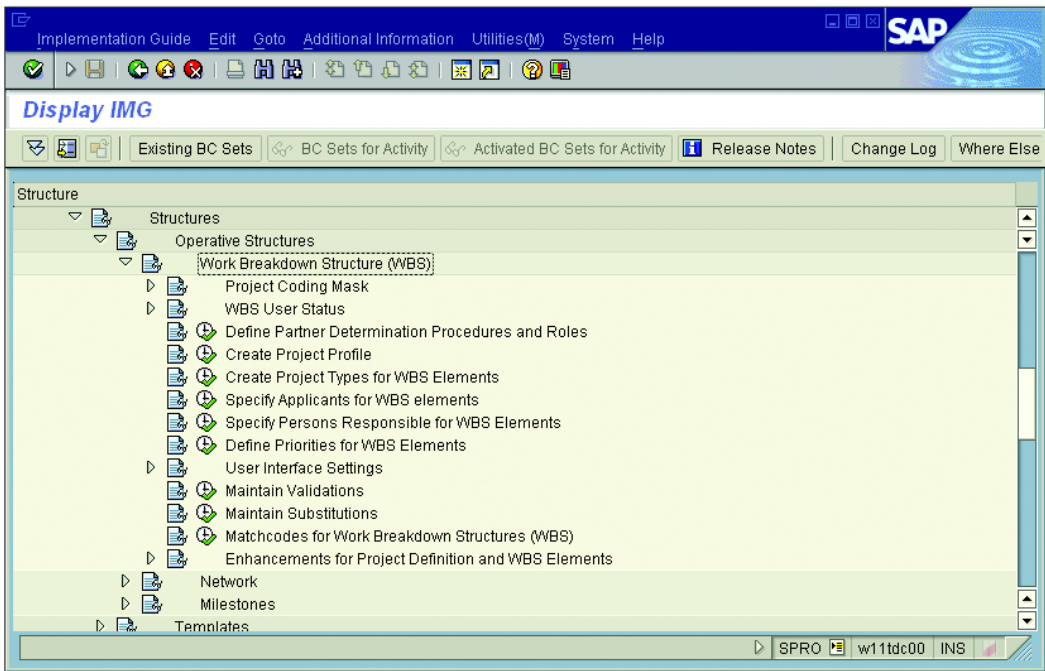 SAP
Implementation Guide Edit Goto Additional Information Utilities(M) System Help
Display IMG
Existing BC Sets BC Sets for Activity Activated BC Sets for Activity Release Notes Change Log Where Else
Structure
Structures
Operative Structures
Work Breakdown Structure (WBS)
Project Coding Mask
WBS User Status
Define Partner Determination Procedures and Roles
Create Project Profile
Create Project Types for WBS Elements
Specify Applicants for WBS elements
Specify Persons Responsible for WBS Elements
Define Priorities for WBS Elements
User Interface Settings
Maintain Validations
Maintain Substitutions
Matchcodes for Work Breakdown Structures (WBS)
Enhancements for Project Definition and WBS Elements
Network
Milestones
Templates
SPRO w11tdc00 INS